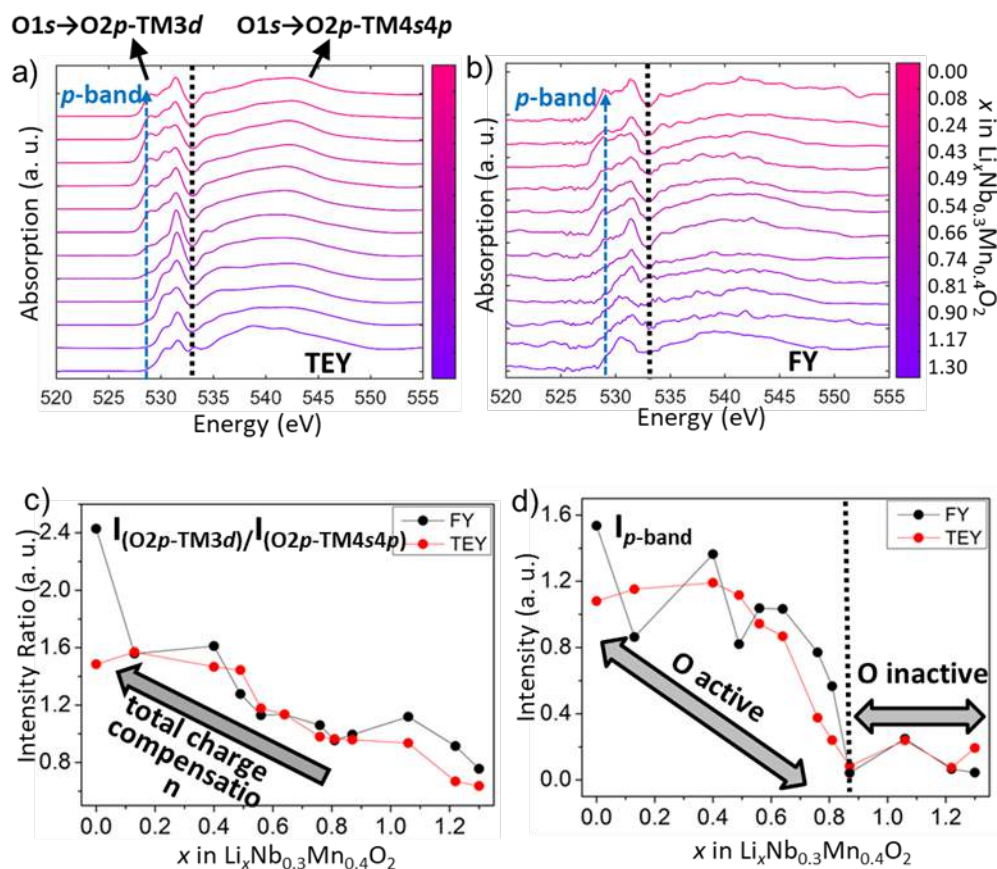 O1s→O2p-TM3d O1s→O2p-TM4s4p
a)
p-band
TEY
Absorption (a. u.)
520 525 530 535 540 545 550 555
Energy (eV)
b)
p-band
FY
Absorption (a. u.)
520 525 530 535 540 545 550 555
Energy (eV)
0.00
0.08
0.24
0.43
0.49
0.54
0.66
0.74
0.81
0.90
1.17
1.30
x in LiₓNb₀.₃Mn₀.₄O₂
c)
I(O2p-TM3d)/I(O2p-TM4s4p)
FY
TEY
2.4
2.0
1.6
1.2
0.8
Intensity Ratio (a. u.)
total charge
compensatio
n
0.0 0.2 0.4 0.6 0.8 1.0 1.2
x in LiₓNb₀.₃Mn₀.₄O₂
d)
Ip-band
FY
TEY
1.6
1.2
0.8
0.4
0.0
Intensity (a. u.)
O active
O inactive
0.0 0.2 0.4 0.6 0.8 1.0 1.2
x in LiₓNb₀.₃Mn₀.₄O₂